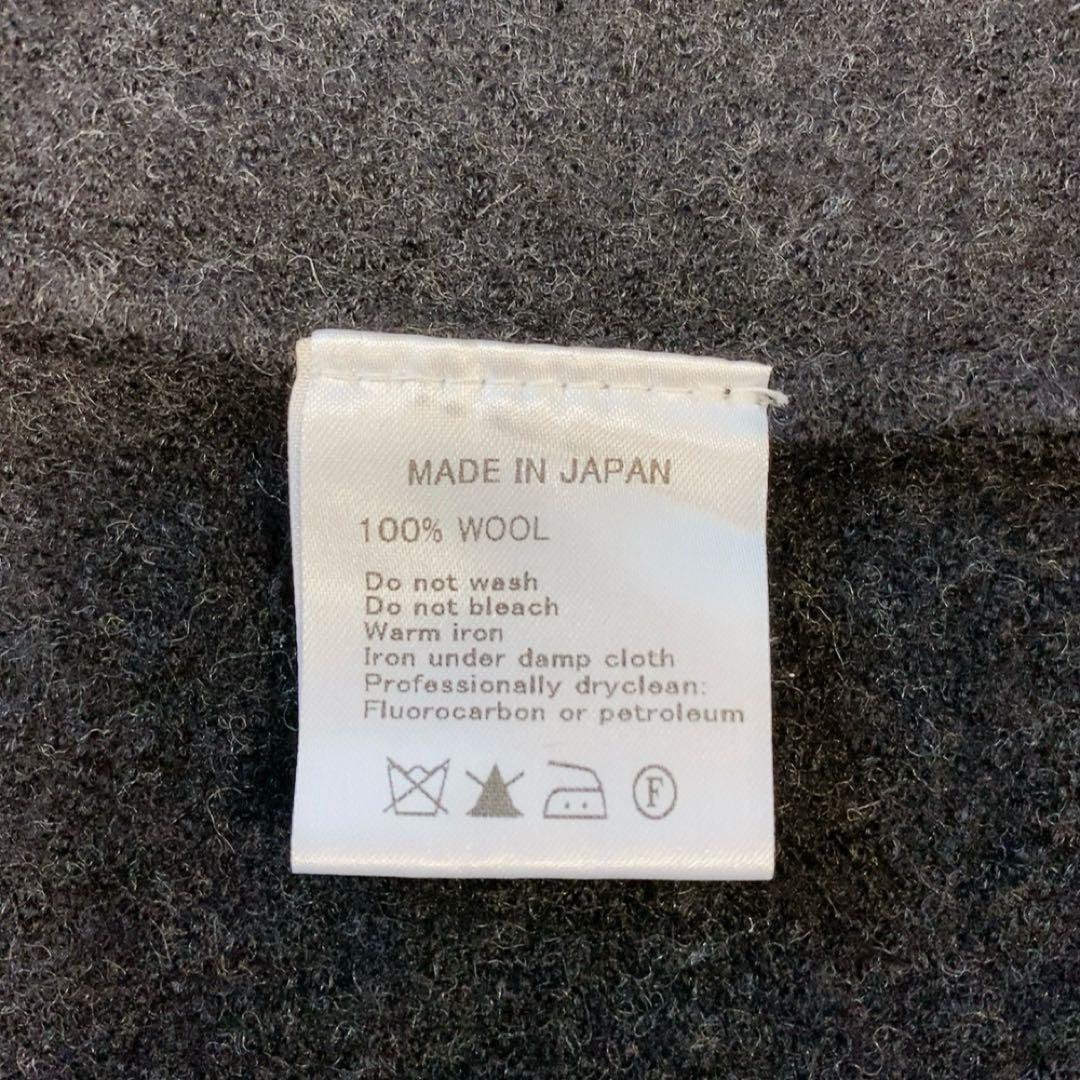 MADE IN JAPAN
100% WOOL
Do not wash
Do not bleach
Warm iron
Iron under damp cloth
Professionally dryclean:
Fluorocarbon or petroleum
F